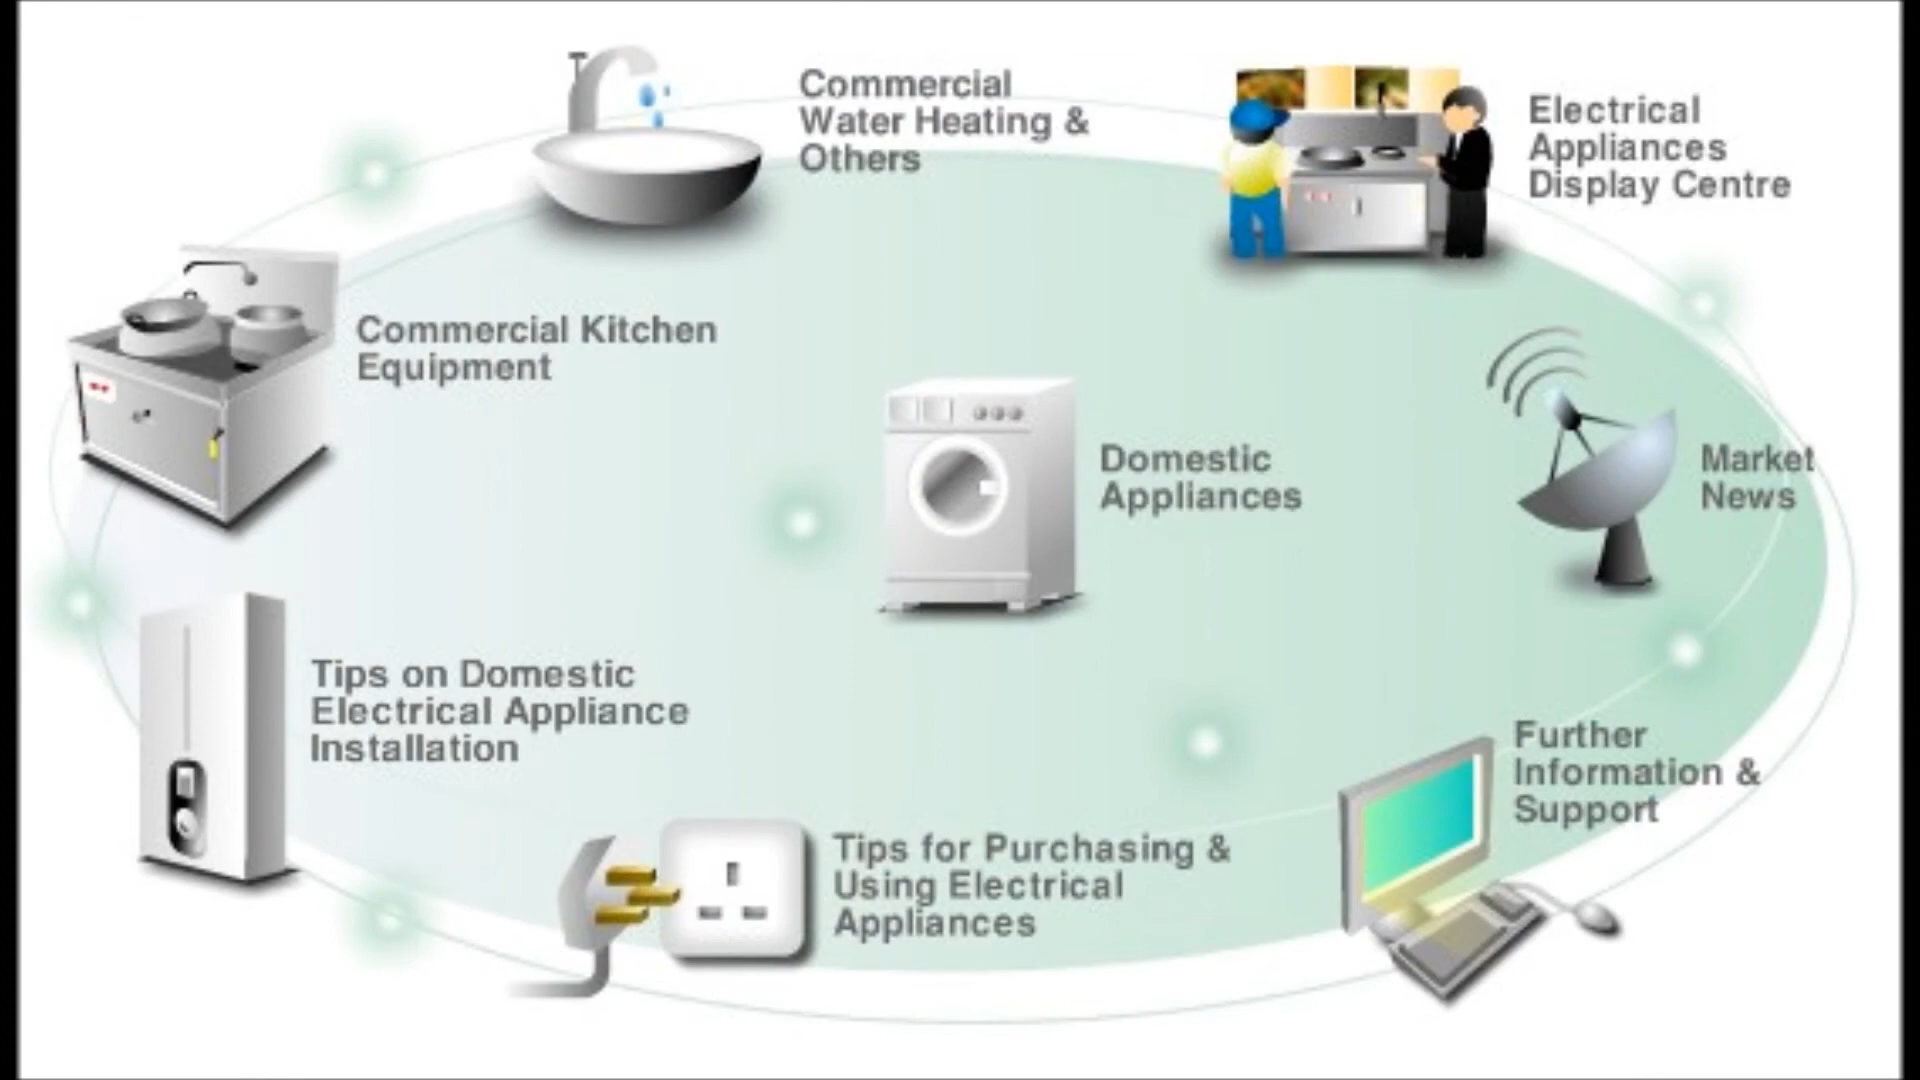 Commercial
Water Heating &
Others
Electrical
Appliances
Display Centre
Commercial Kitchen
Equipment
Domestic
Appliances
Market
News
Tips on Domestic
Electrical Appliance
Installation
Further
Information &
Support
Tips for Purchasing &
Using Electrical
Appliances